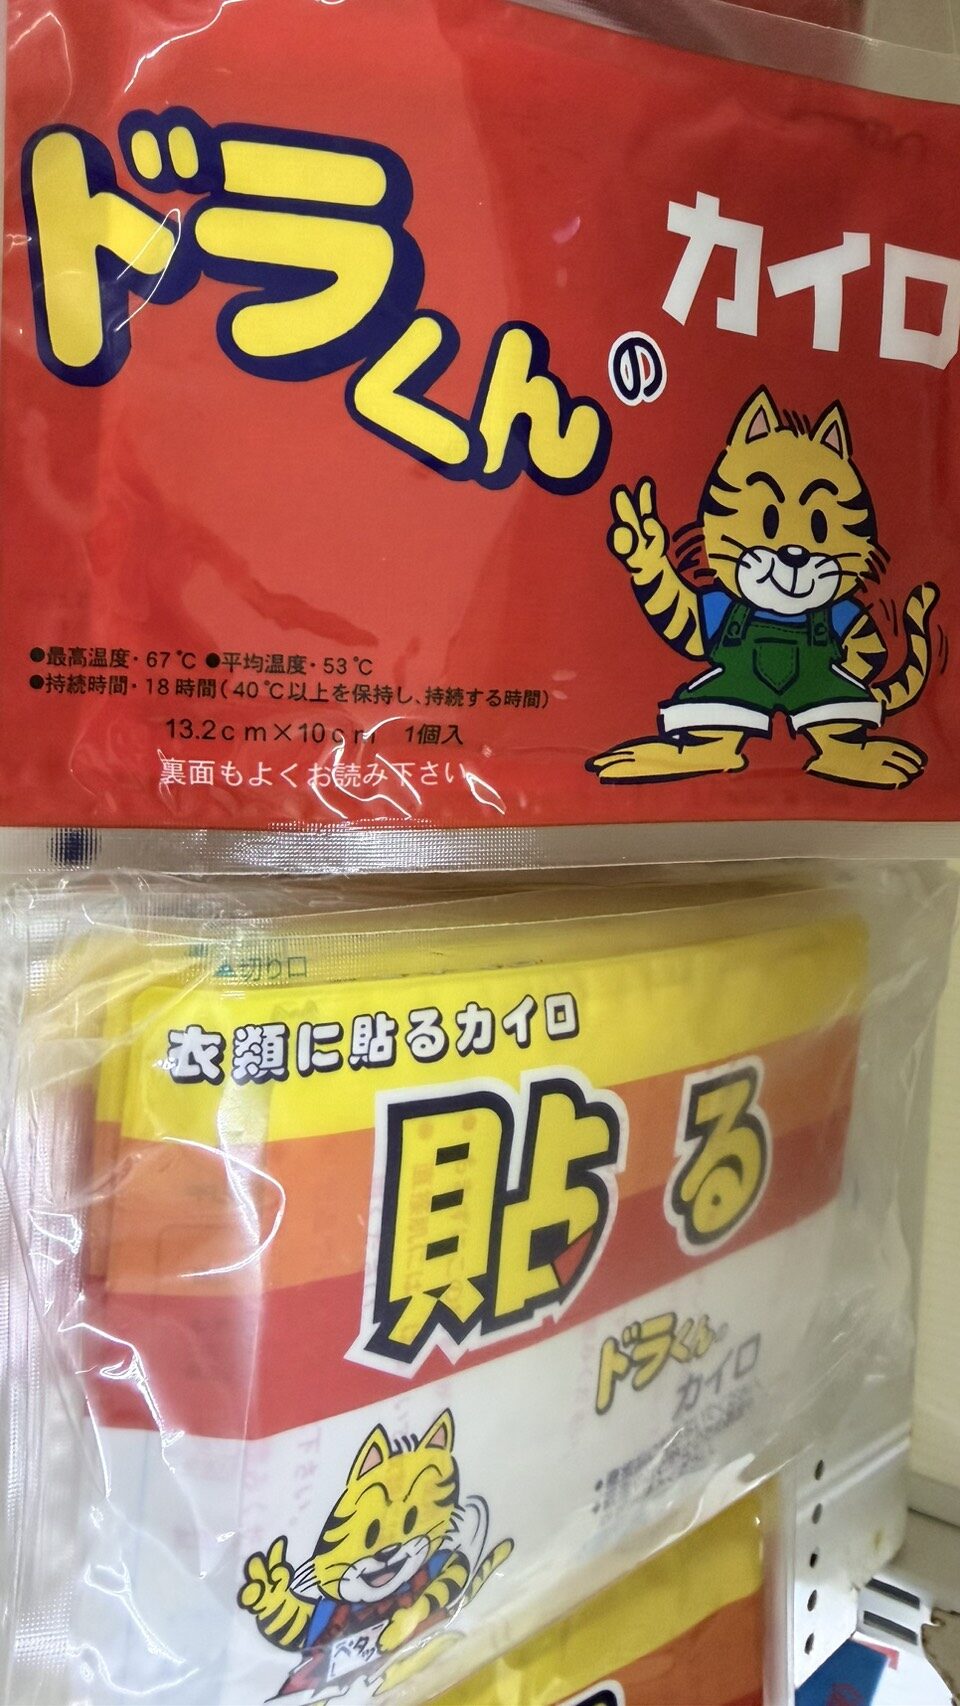 ドラくんのカイロ
●最高温度・67℃ ●平均温度・53℃
●持続時間・18時間(40℃以上を保持し、持続する時間)
13.2cm×10cm 1個入
裏面もよくお読み下さい。
切り口
衣類に貼るカイロ
貼る
ドラくんの
カイロ
ペタッ